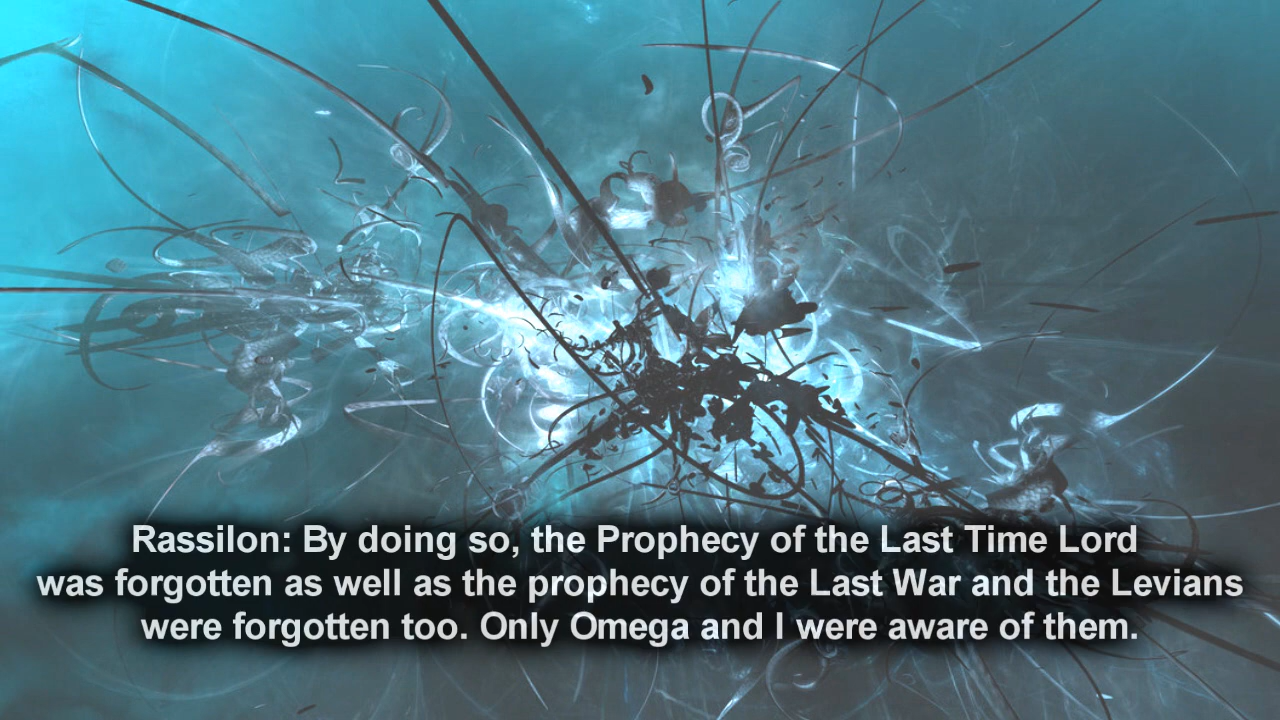 Rassilon: By doing so, the Prophecy of the Last Time Lord
was forgotten as well as the prophecy of the Last War and the Levians
were forgotten too. Only Omega and I were aware of them.